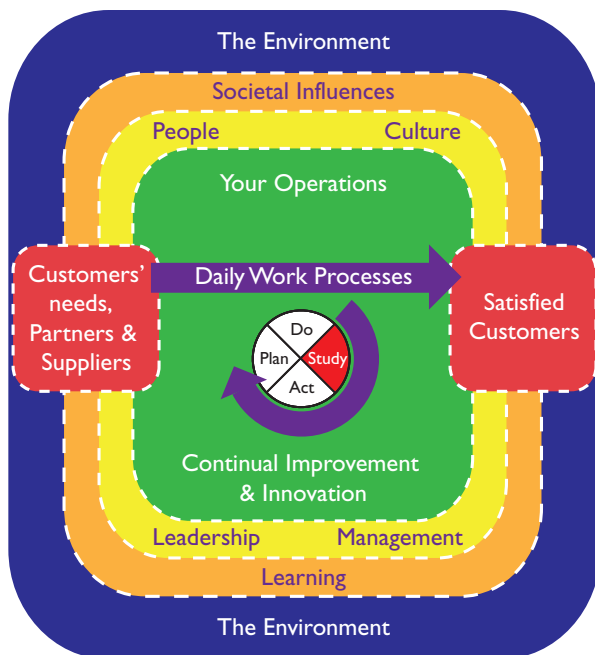 The Environment
Societal Influences
People
Culture
Your Operations
Customers’
needs,
Partners &
Suppliers
Daily Work Processes
Satisfied
Customers
Do
Plan
Study
Act
Continual Improvement
& Innovation
Leadership
Management
Learning
The Environment